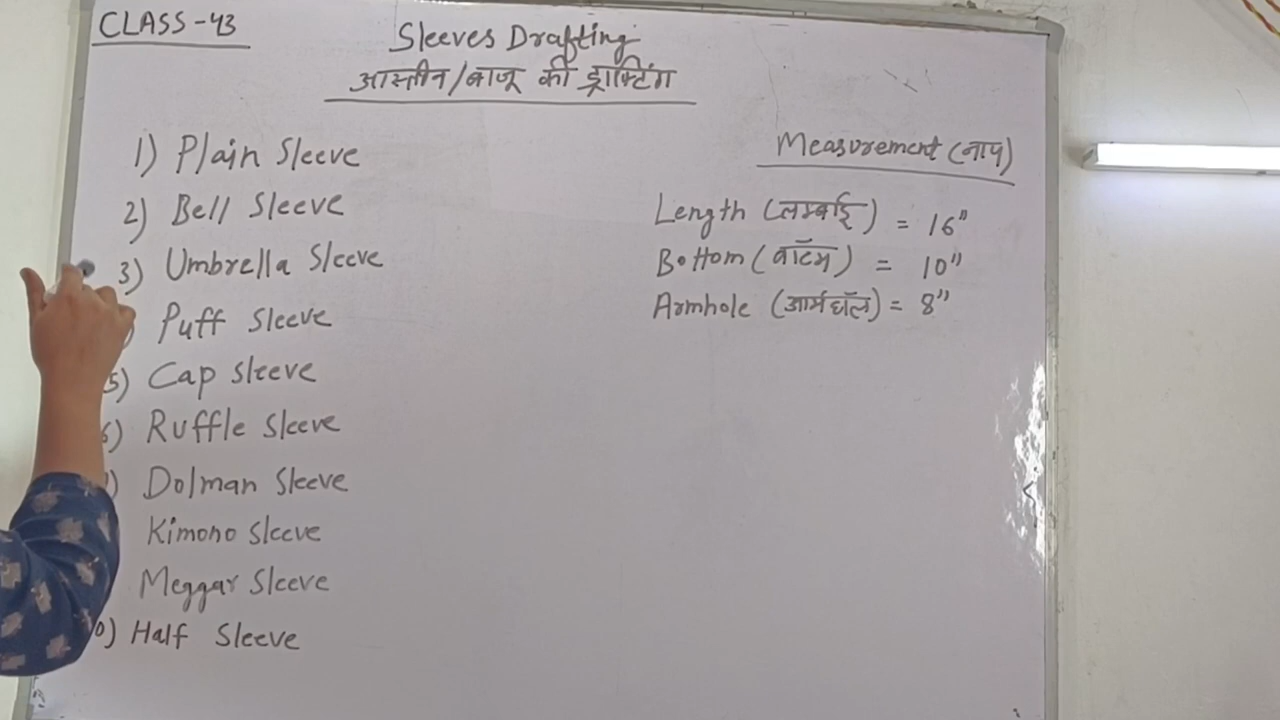 CLASS-43
Sleeves Drafting
आस्तीन/बाजू की ड्राफ्टिंग
1) Plain Sleeve
2) Bell Sleeve
3) Umbrella Sleeve
) Puff Sleeve
5) Cap Sleeve
6) Ruffle Sleeve
) Dolman Sleeve
Kimono Sleeve
Meggar Sleeve
0) Half Sleeve
Measurement (नाप)
Length (लम्बाई) = 16"
Bottom (बॉटम) = 10"
Armhole (आर्महॉल) = 8"